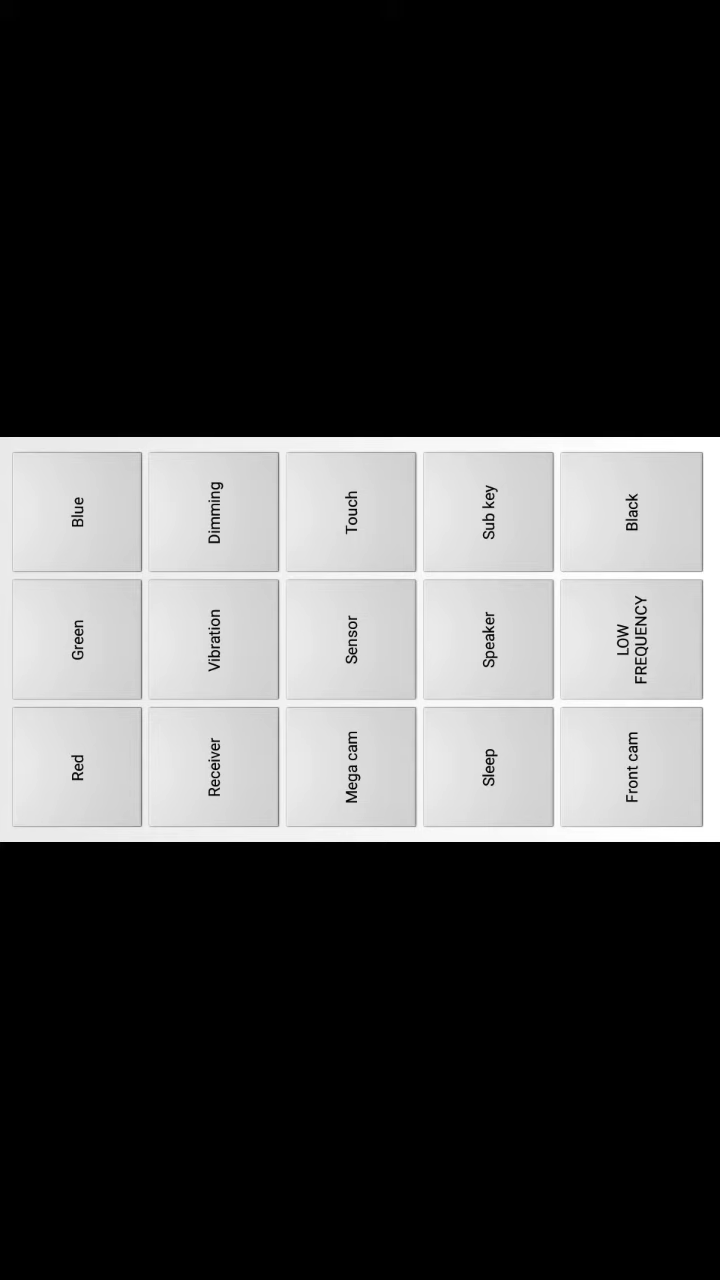 Red
Green
Blue
Receiver
Vibration
Dimming
Mega cam
Sensor
Touch
Sleep
Speaker
Sub key
Front cam
LOW
FREQUENCY
Black